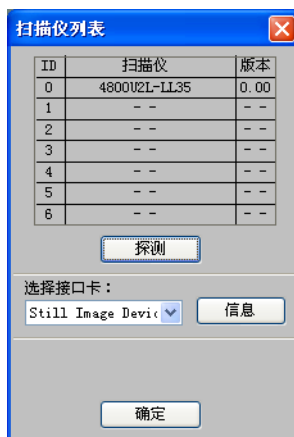 扫描仪列表
ID 扫描仪 版本
0 4800U2L-LL35 0.00
1 - - - -
2 - - - -
3 - - - -
4 - - - -
5 - - - -
6 - - - -
探测
选择接口卡：
Still Image Devic 信息
确定